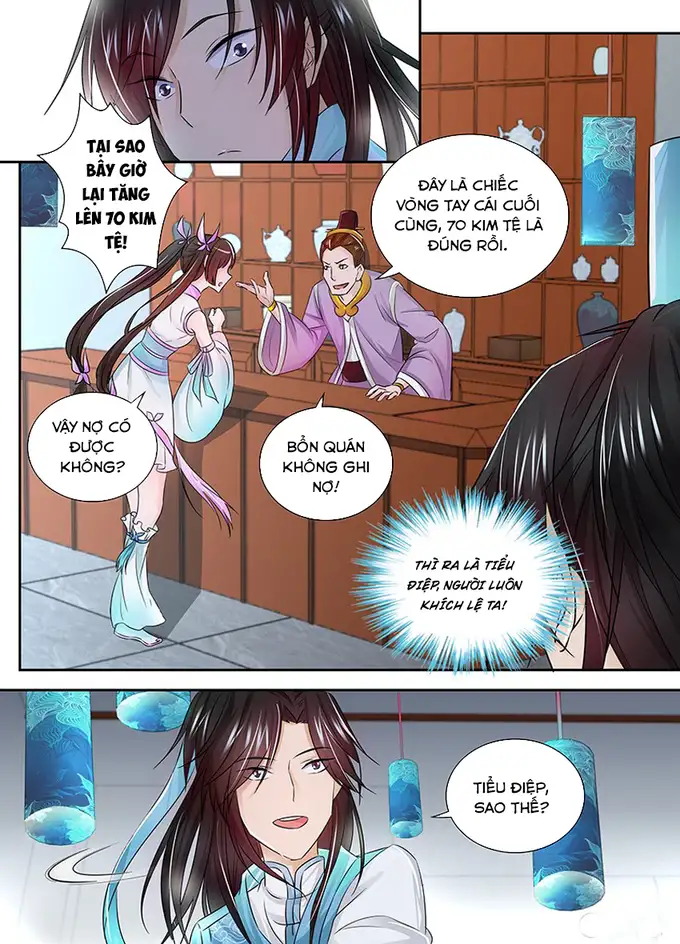 TẠI SAO
BÂY GIỜ
LẠI TĂNG
LÊN 70 KIM
TỆ!
ĐÂY LÀ CHIẾC
VÒNG TAY CÁI CUỐI
CÙNG, 70 KIM TỆ LÀ
ĐÚNG RỒI.
VẬY NỢ CÓ
ĐƯỢC
KHÔNG?
BỔN QUÁN
KHÔNG GHI
NỢ!
THÌ RA LÀ TIỂU
ĐIỆP, NGƯỜI LUÔN
KHÍCH LỆ TA!
TIỂU ĐIỆP,
SAO THẾ?